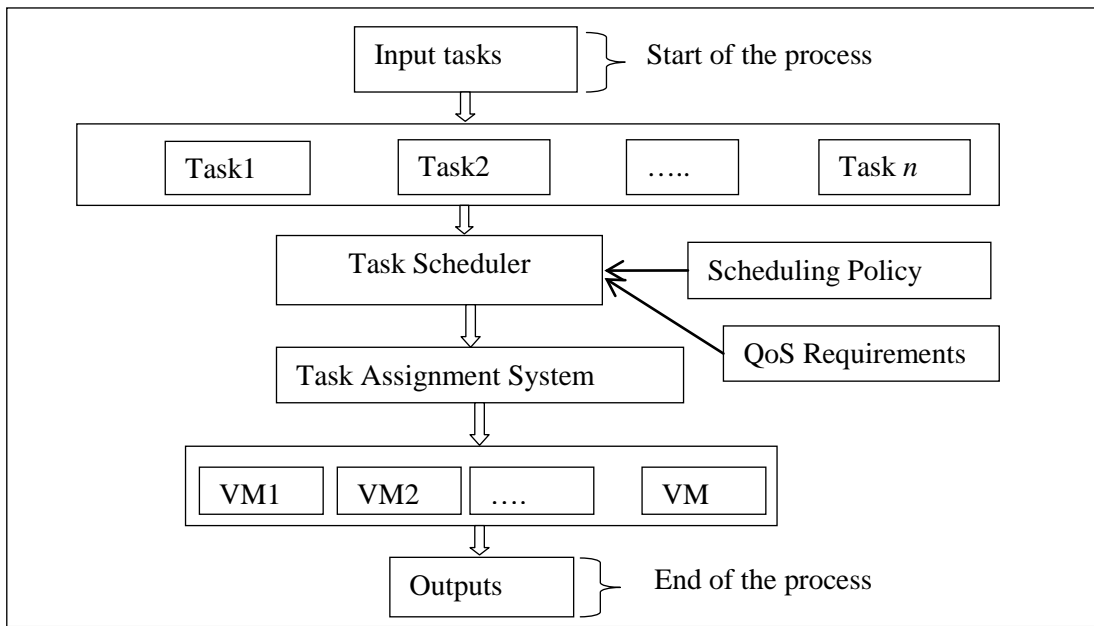 Input tasks
Start of the process
Task1
Task2
…..
Task n
Task Scheduler
Scheduling Policy
QoS Requirements
Task Assignment System
VM1
VM2
….
VM
Outputs
End of the process